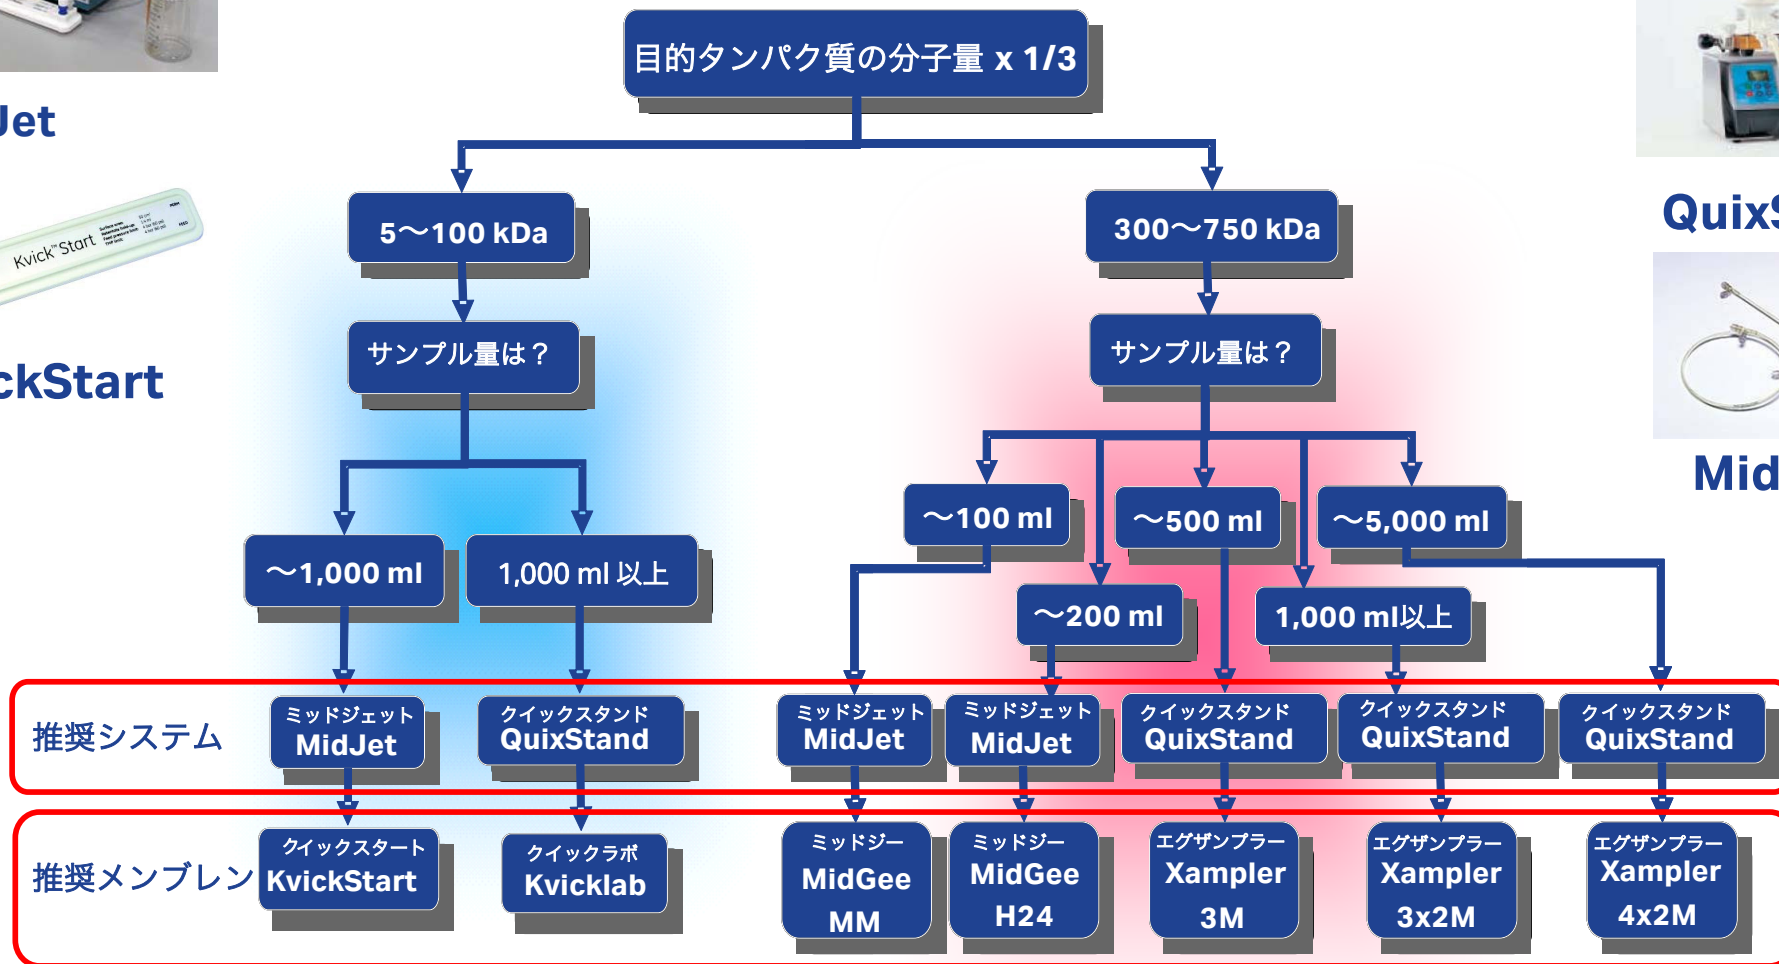 目的タンパク質の分子量 x 1/3
Jet
QuixS
Kvick™ Start
5～100 kDa
300～750 kDa
サンプル量は？
サンプル量は？
ckStart
Mid
～100 ml
～500 ml
～5,000 ml
～1,000 ml
1,000 ml 以上
～200 ml
1,000 ml以上
推奨システム
ミッドジェット
MidJet
クイックスタンド
QuixStand
ミッドジェット
MidJet
ミッドジェット
MidJet
クイックスタンド
QuixStand
クイックスタンド
QuixStand
クイックスタンド
QuixStand
推奨メンブレン
クイックスタート
KvickStart
クイックラボ
Kvicklab
ミッドジー
MidGee
MM
ミッドジー
MidGee
H24
エグザンプラー
Xampler
3M
エグザンプラー
Xampler
3x2M
エグザンプラー
Xampler
4x2M